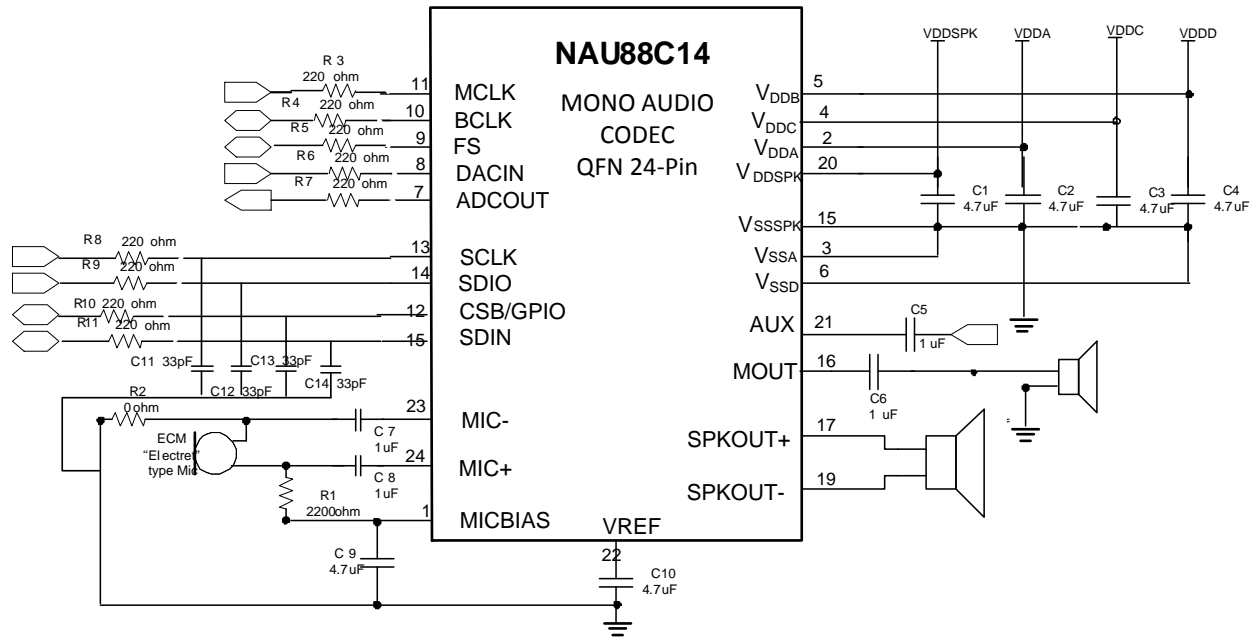 NAU88C14
MONO AUDIO
CODEC
QFN 24-Pin
R 3
220 ohm
11
MCLK
R4
220 ohm
10
BCLK
R5
220 ohm
9
FS
R6
220 ohm
8
DACIN
R7
220 ohm
7
ADCOUT
R8
220 ohm
13
SCLK
R9
220 ohm
14
SDIO
R10 220 ohm
12
CSB/GPIO
R11
220 ohm
15
SDIN
C11 33pF
C13 33pF
C12 33pF
C14 33pF
R2
0ohm
23
MIC-
C 7
1uF
ECM
"El ectret"
type Mic
24
MIC+
C 8
1uF
R1
2200ohm
1
MICBIAS
C 9
4.7uF
VREF
22
C10
4.7uF
VDDSPK
VDDA
VDDC
VDDD
5
VDDB
4
VDDC
2
VDDA
20
VDDSPK
C1
4.7uF
C2
4.7uF
C3
4.7uF
C4
4.7uF
15
VSSSPK
3
VSSA
6
VSSD
AUX
21
C5
1 uF
MOUT
16
C6
1 uF
17
SPKOUT+
19
SPKOUT-